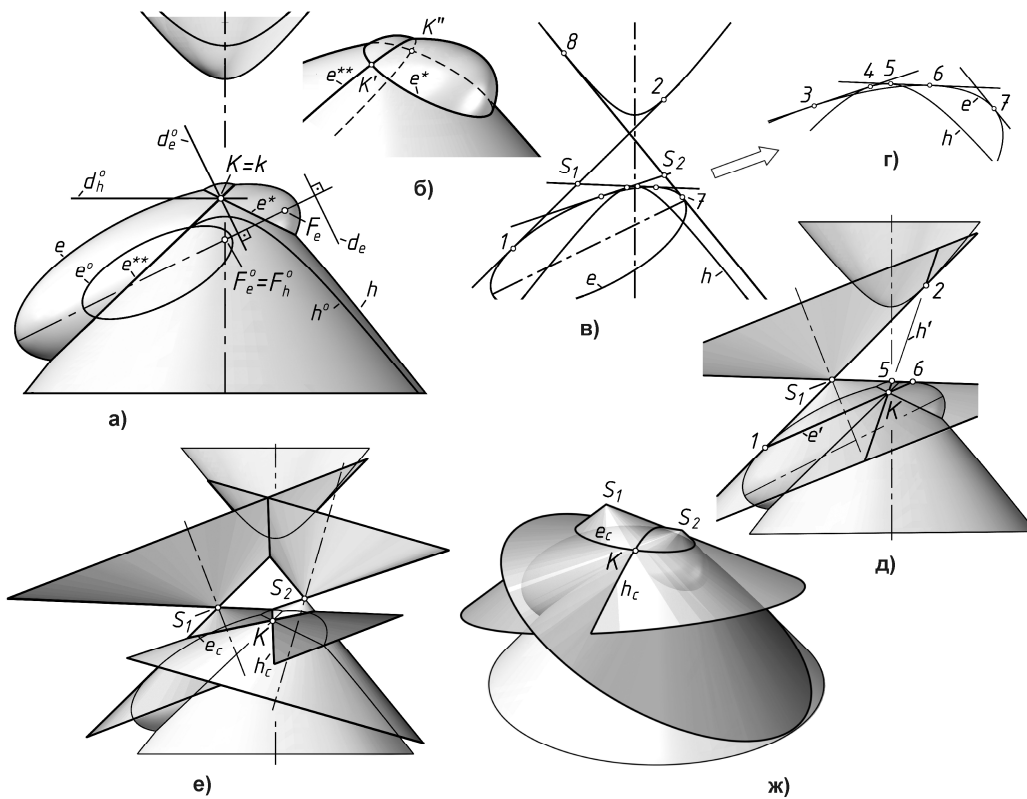 K''
e**
K'
e*
б)
d_e^o
K=k
d_h^o
e*
F_e
d_e
e
e^o
e**
F_e^o=F_h^o
h^o
h
а)
8
2
S_1
S_2
7
1
e
h
в)
3
4
5
6
7
e
h
г)
2
h'
S_1
5
6
K
1
e'
д)
S_2
S_1
K
e_c
h_c
е)
S_1
S_2
e_c
K
h_c
ж)